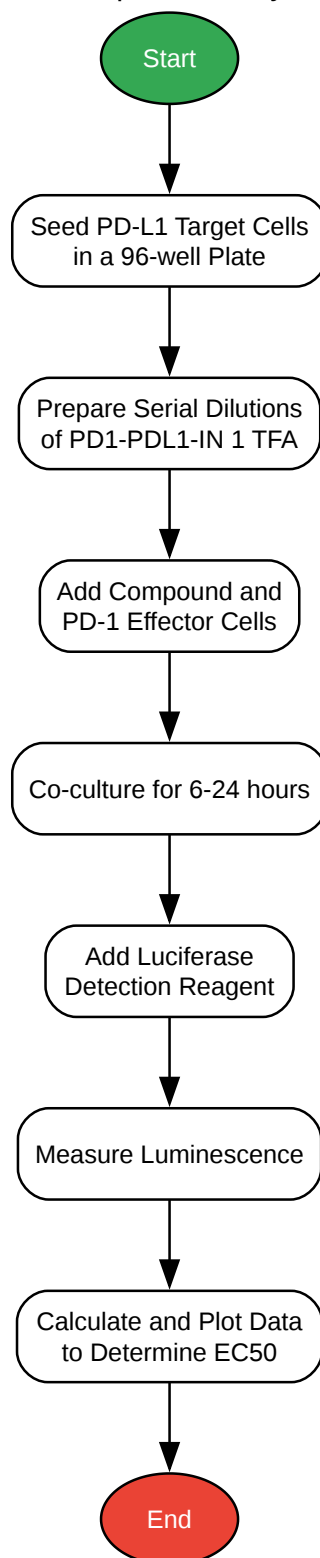 Start
Seed PD-L1 Target Cells
in a 96-well Plate
Prepare Serial Dilutions
of PD1-PDL1-IN 1 TFA
Add Compound and
PD-1 Effector Cells
Co-culture for 6-24 hours
Add Luciferase
Detection Reagent
Measure Luminescence
Calculate and Plot Data
to Determine EC50
End